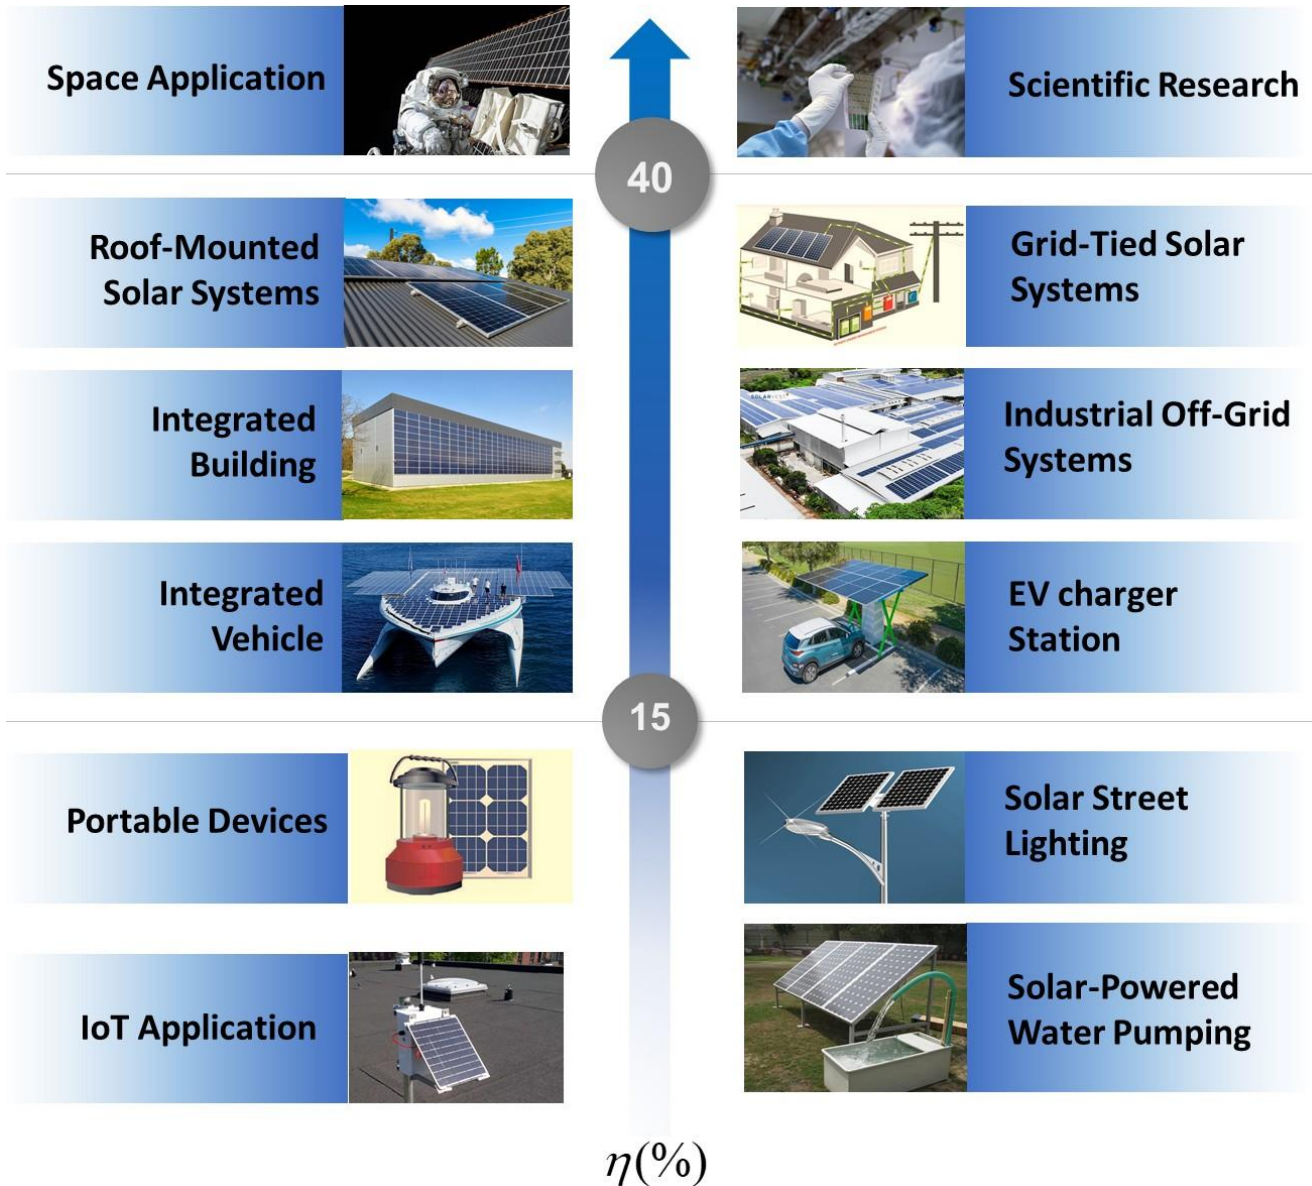 Space Application
Scientific Research
40
Roof-Mounted
Solar Systems
Grid-Tied Solar
Systems
Integrated
Building
Industrial Off-Grid
Systems
Integrated
Vehicle
EV charger
Station
15
Portable Devices
Solar Street
Lighting
IoT Application
Solar-Powered
Water Pumping
η(%)